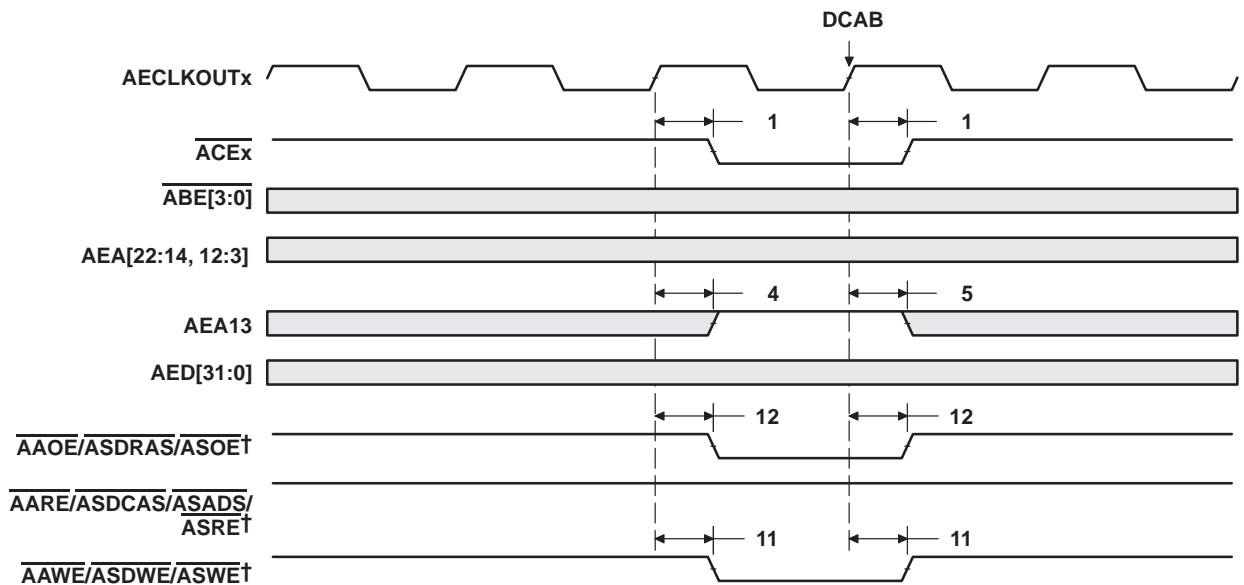 DCAB
AECLKOUTx
1 1
ACEx
ABE[3:0]
AEA[22:14, 12:3]
4 5
AEA13
AED[31:0]
12 12
AAOE/ASDRAS/ASOE†
AARE/ASDCAS/ASADS/
ASRE†
11 11
AAWE/ASDWE/ASWE†